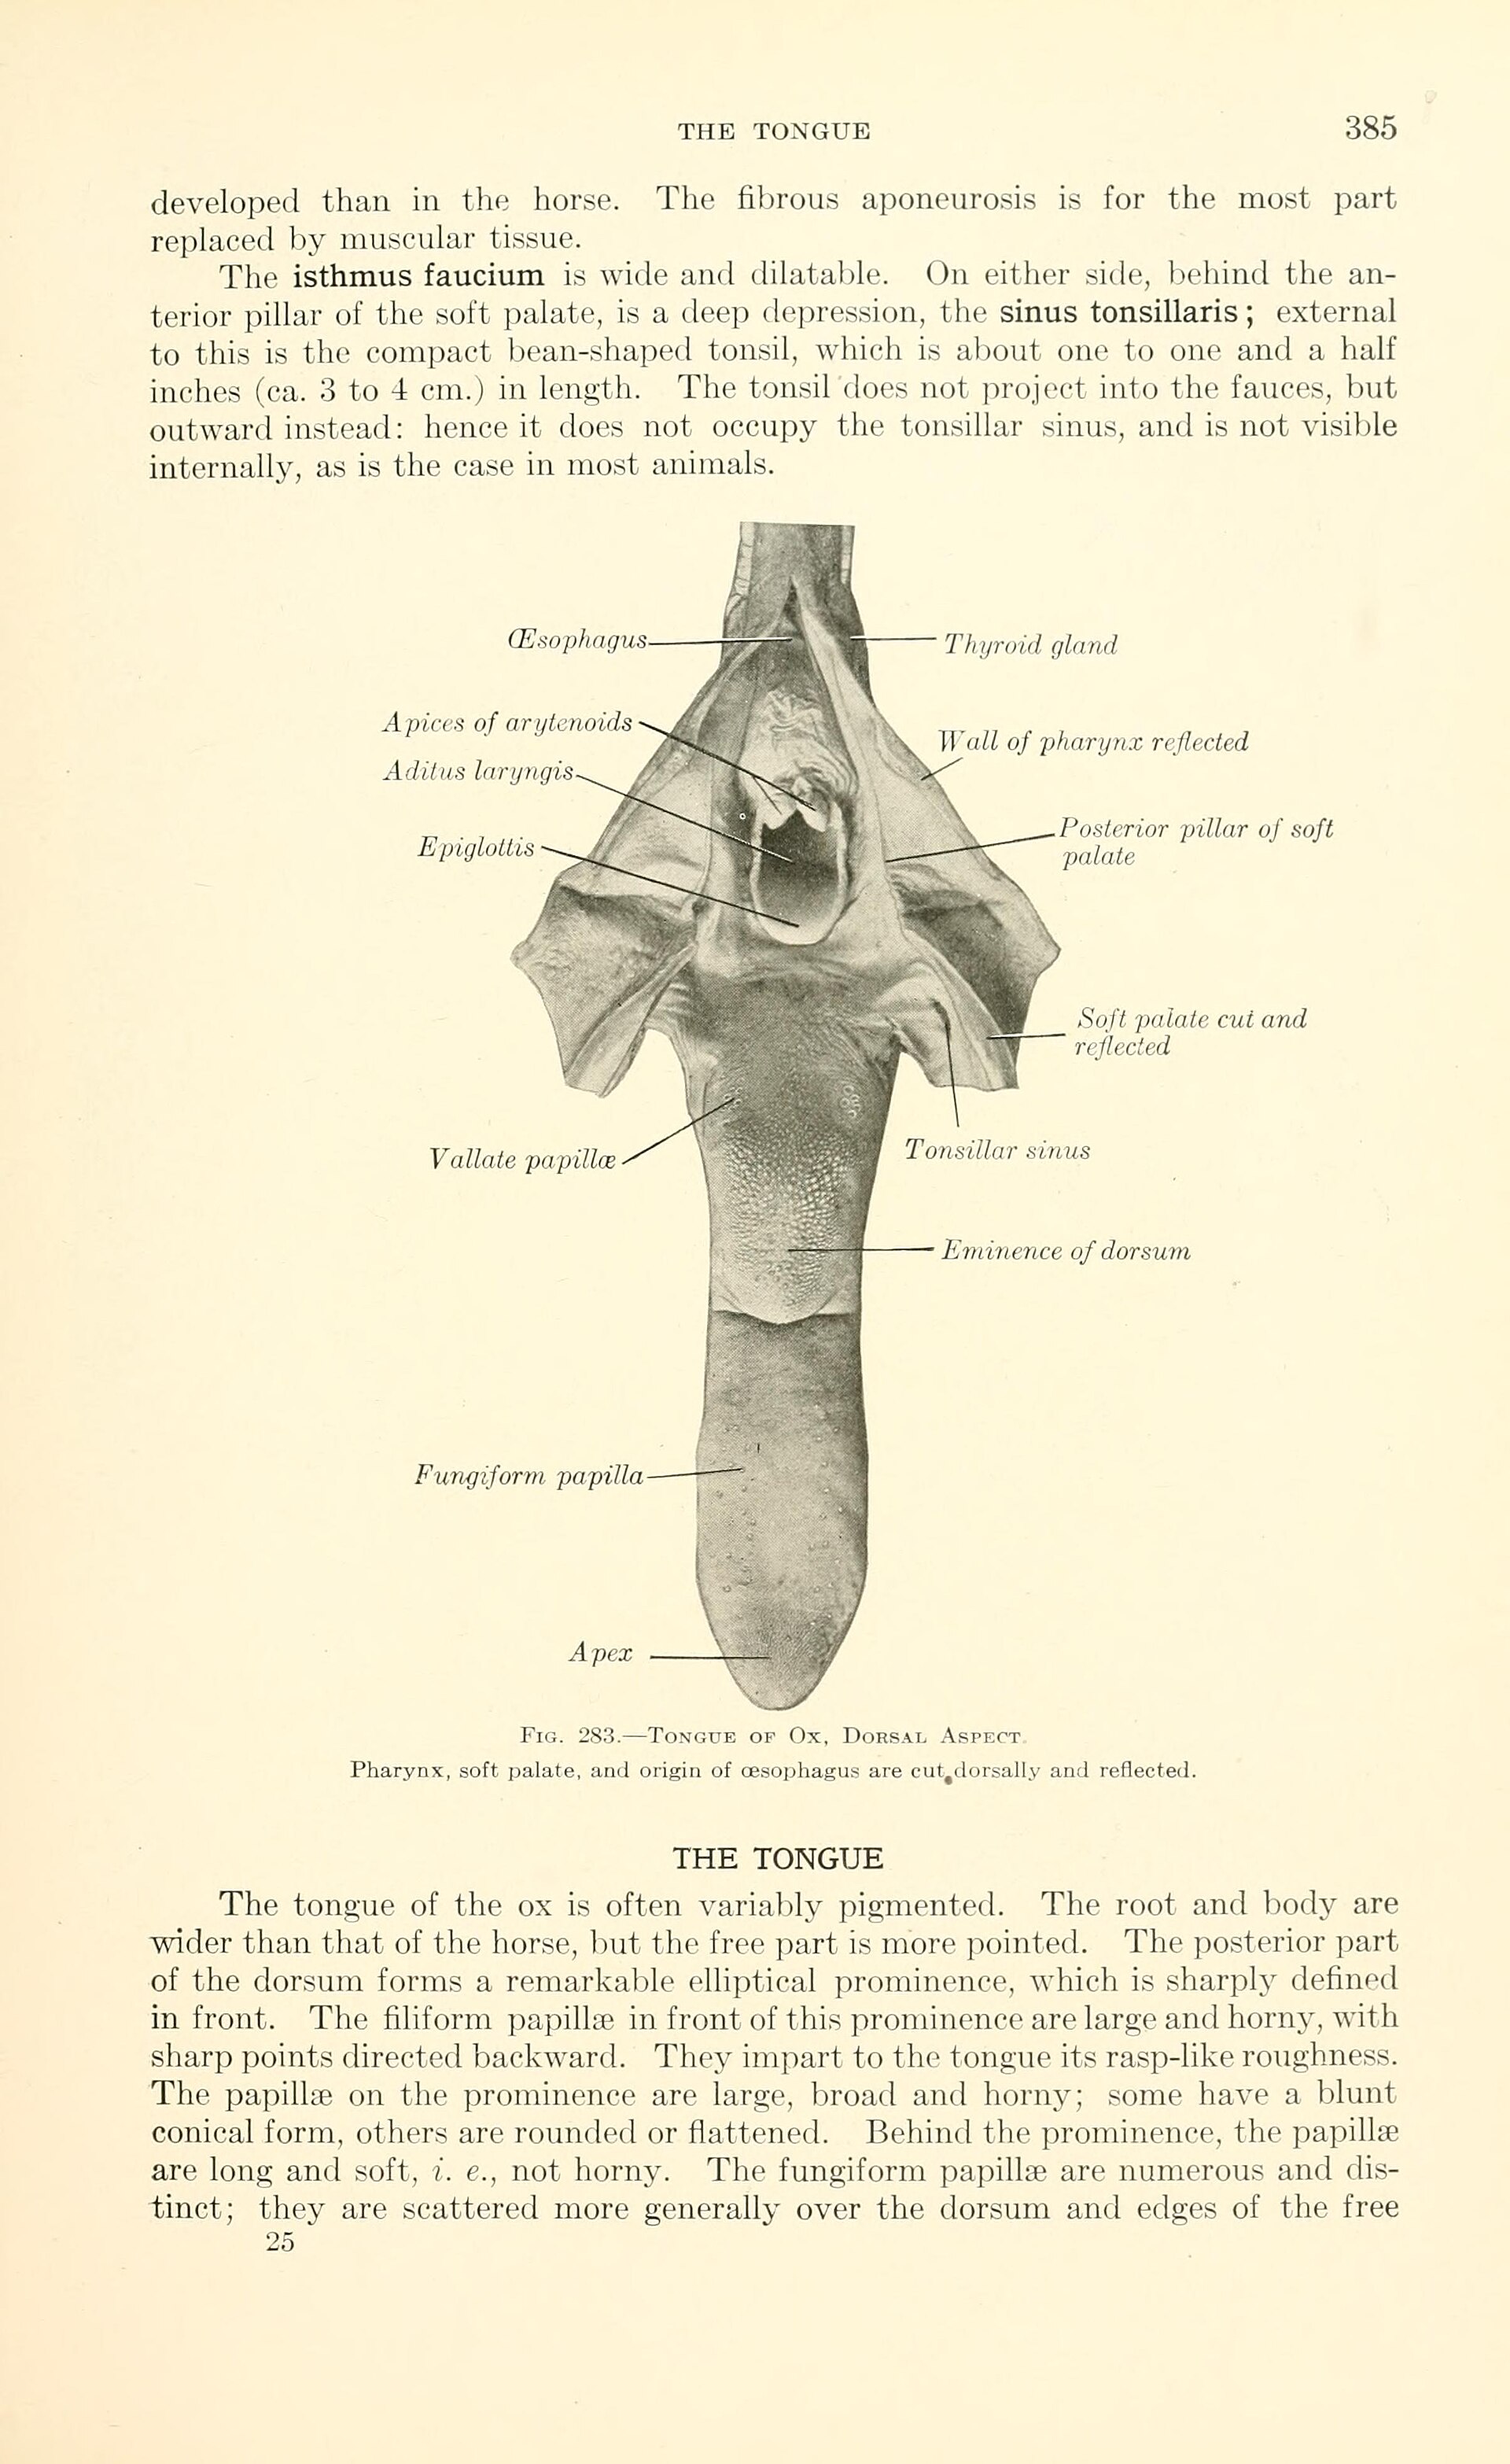 THE TONGUE 385
developed than in the horse. The fibrous aponeurosis is for the most part
replaced by muscular tissue.
The isthmus faucium is wide and dilatable. On either side, behind the an-
terior pillar of the soft palate, is a deep depression, the sinus tonsillaris; external
to this is the compact bean-shaped tonsil, which is about one to one and a half
inches (ca. 3 to 4 cm.) in length. The tonsil does not project into the fauces, but
outward instead: hence it does not occupy the tonsillar sinus, and is not visible
internally, as is the case in most animals.
Œsophagus
Thyroid gland
Apices of arytenoids
Wall of pharynx reflected
Aditus laryngis
Posterior pillar of soft
palate
Epiglottis
Soft palate cut and
reflected
Vallate papillæ
Tonsillar sinus
Eminence of dorsum
Fungiform papilla
Apex
Fig. 283.—Tongue of Ox, Dorsal Aspect.
Pharynx, soft palate, and origin of œsophagus are cut dorsally and reflected.
THE TONGUE
The tongue of the ox is often variably pigmented. The root and body are
wider than that of the horse, but the free part is more pointed. The posterior part
of the dorsum forms a remarkable elliptical prominence, which is sharply defined
in front. The filiform papillæ in front of this prominence are large and horny, with
sharp points directed backward. They impart to the tongue its rasp-like roughness.
The papillæ on the prominence are large, broad and horny; some have a blunt
conical form, others are rounded or flattened. Behind the prominence, the papillæ
are long and soft, i. e., not horny. The fungiform papillæ are numerous and dis-
tinct; they are scattered more generally over the dorsum and edges of the free
25